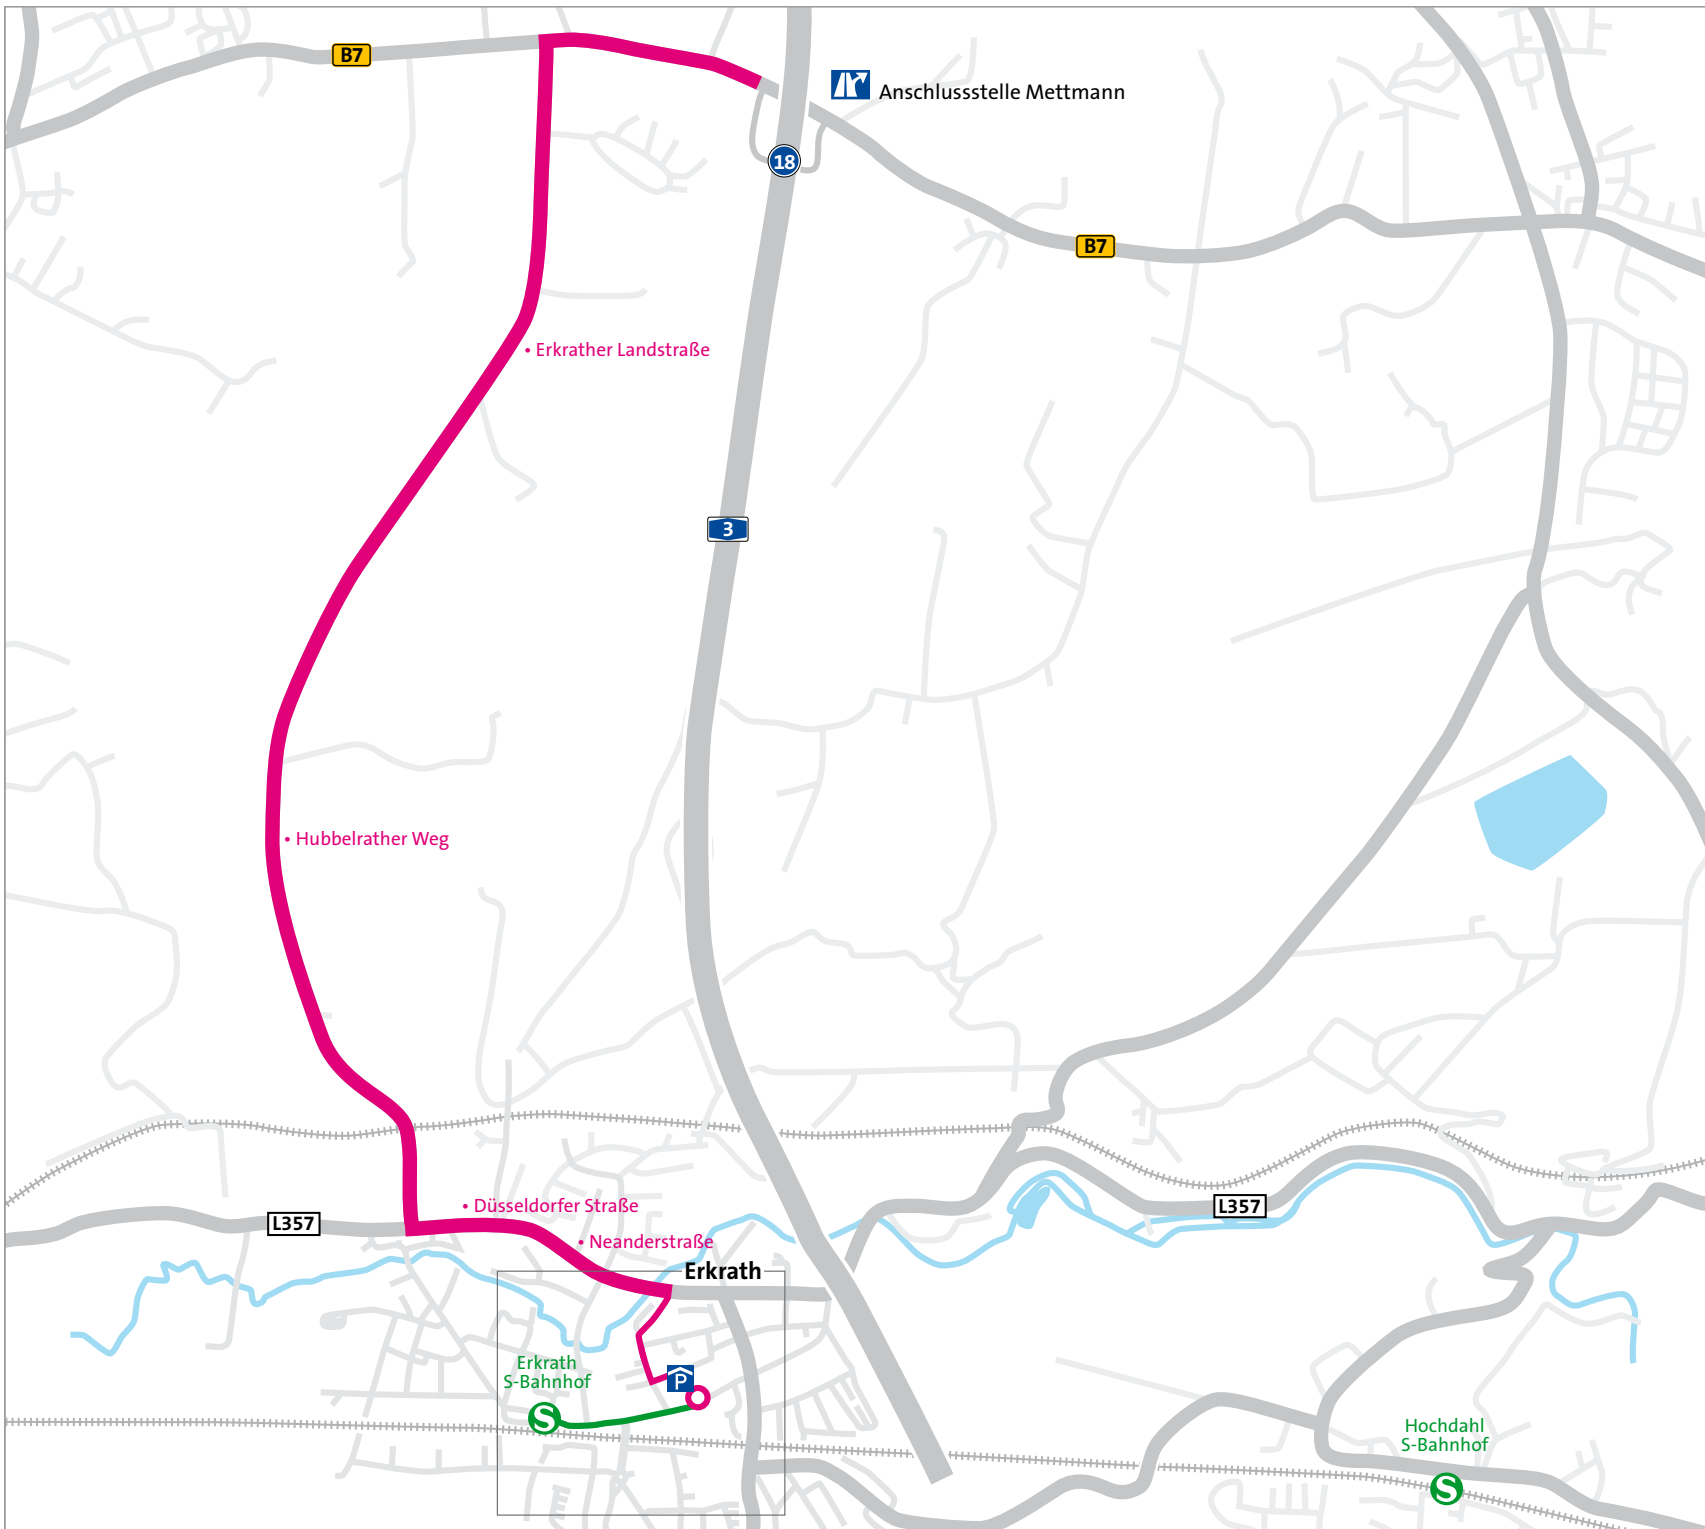 B7
Anschlussstelle Mettmann
18
B7
• Erkrather Landstraße
3
• Hubbelrather Weg
• Düsseldorfer Straße
L357
L357
• Neanderstraße
Erkrath
Erkrath
S-Bahnhof
P
S
Hochdahl
S-Bahnhof
S